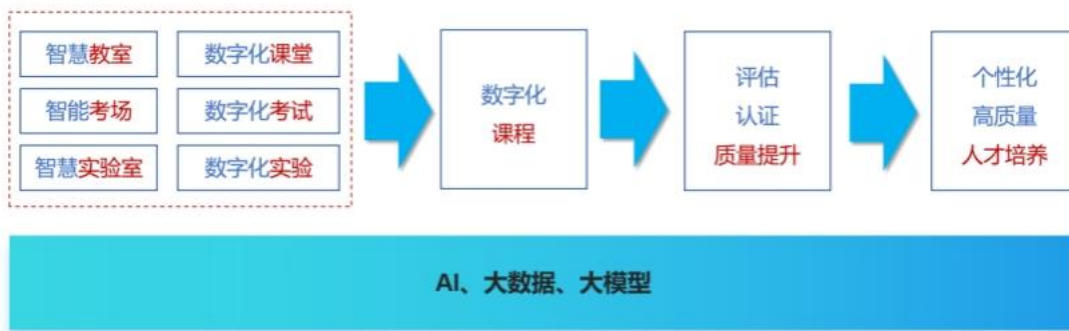 智慧教室
数字化课堂
智能考场
数字化考试
智慧实验室
数字化实验
数字化
课程
评估
认证
质量提升
个性化
高质量
人才培养
AI、大数据、大模型